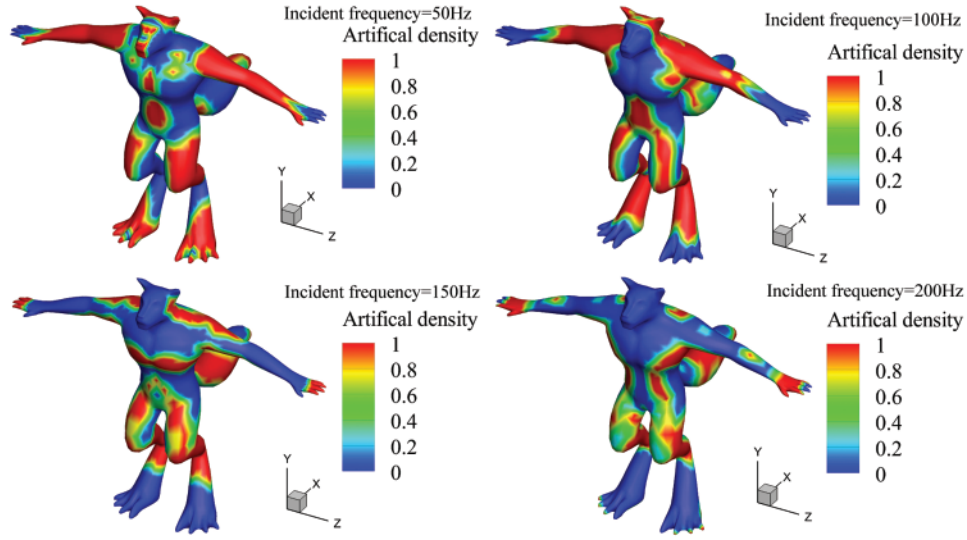 Incident frequency=50Hz
Artifical density
1
0.8
0.6
0.4
0.2
0
Y
X
Z
Incident frequency=100Hz
Artifical density
1
0.8
0.6
0.4
0.2
0
Y
X
Z
Incident frequency=150Hz
Artifical density
1
0.8
0.6
0.4
0.2
0
Y
X
Z
Incident frequency=200Hz
Artifical density
1
0.8
0.6
0.4
0.2
0
Y
X
Z